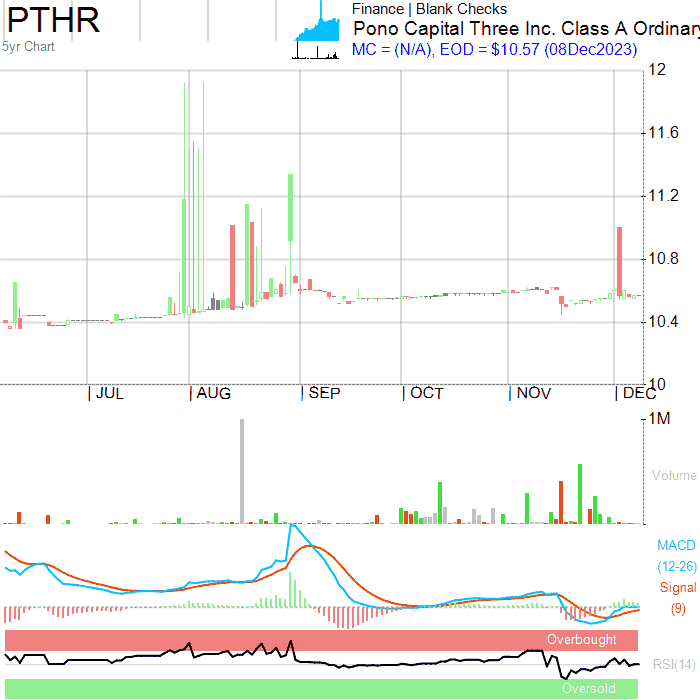 PTHR
5yr Chart
Finance | Blank Checks
Pono Capital Three Inc. Class A Ordinary
MC = (N/A), EOD = $10.57 (08Dec2023)
12
11.6
11.2
10.8
10.4
10
JUL
AUG
SEP
OCT
NOV
DEC
1M
Volume
MACD
(12-26)
Signal
(9)
Overbought
RSI(14)
Oversold